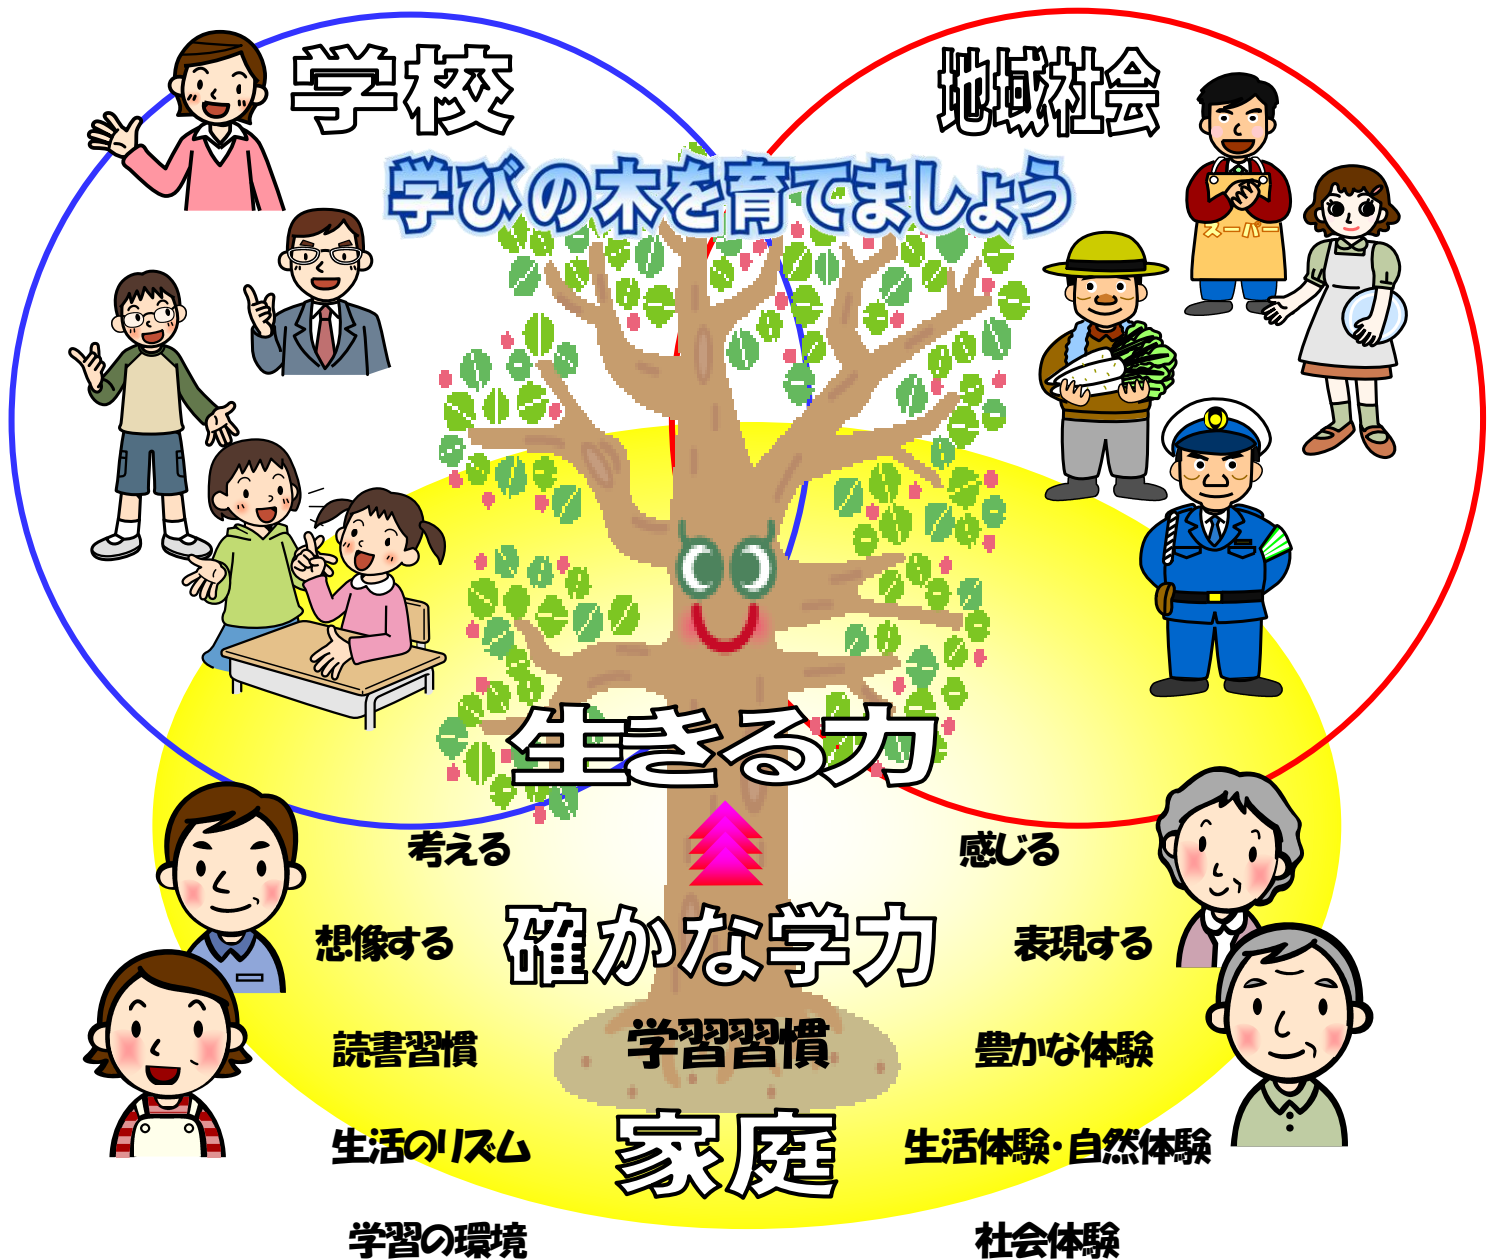 学校
地域社会
学びの木を育てましょう
スーパー
生きる力
考える
感じる
想像する
確かな学力
表現する
読書習慣
学習習慣
豊かな体験
生活のリズム
家庭
生活体験・自然体験
学習の環境
社会体験